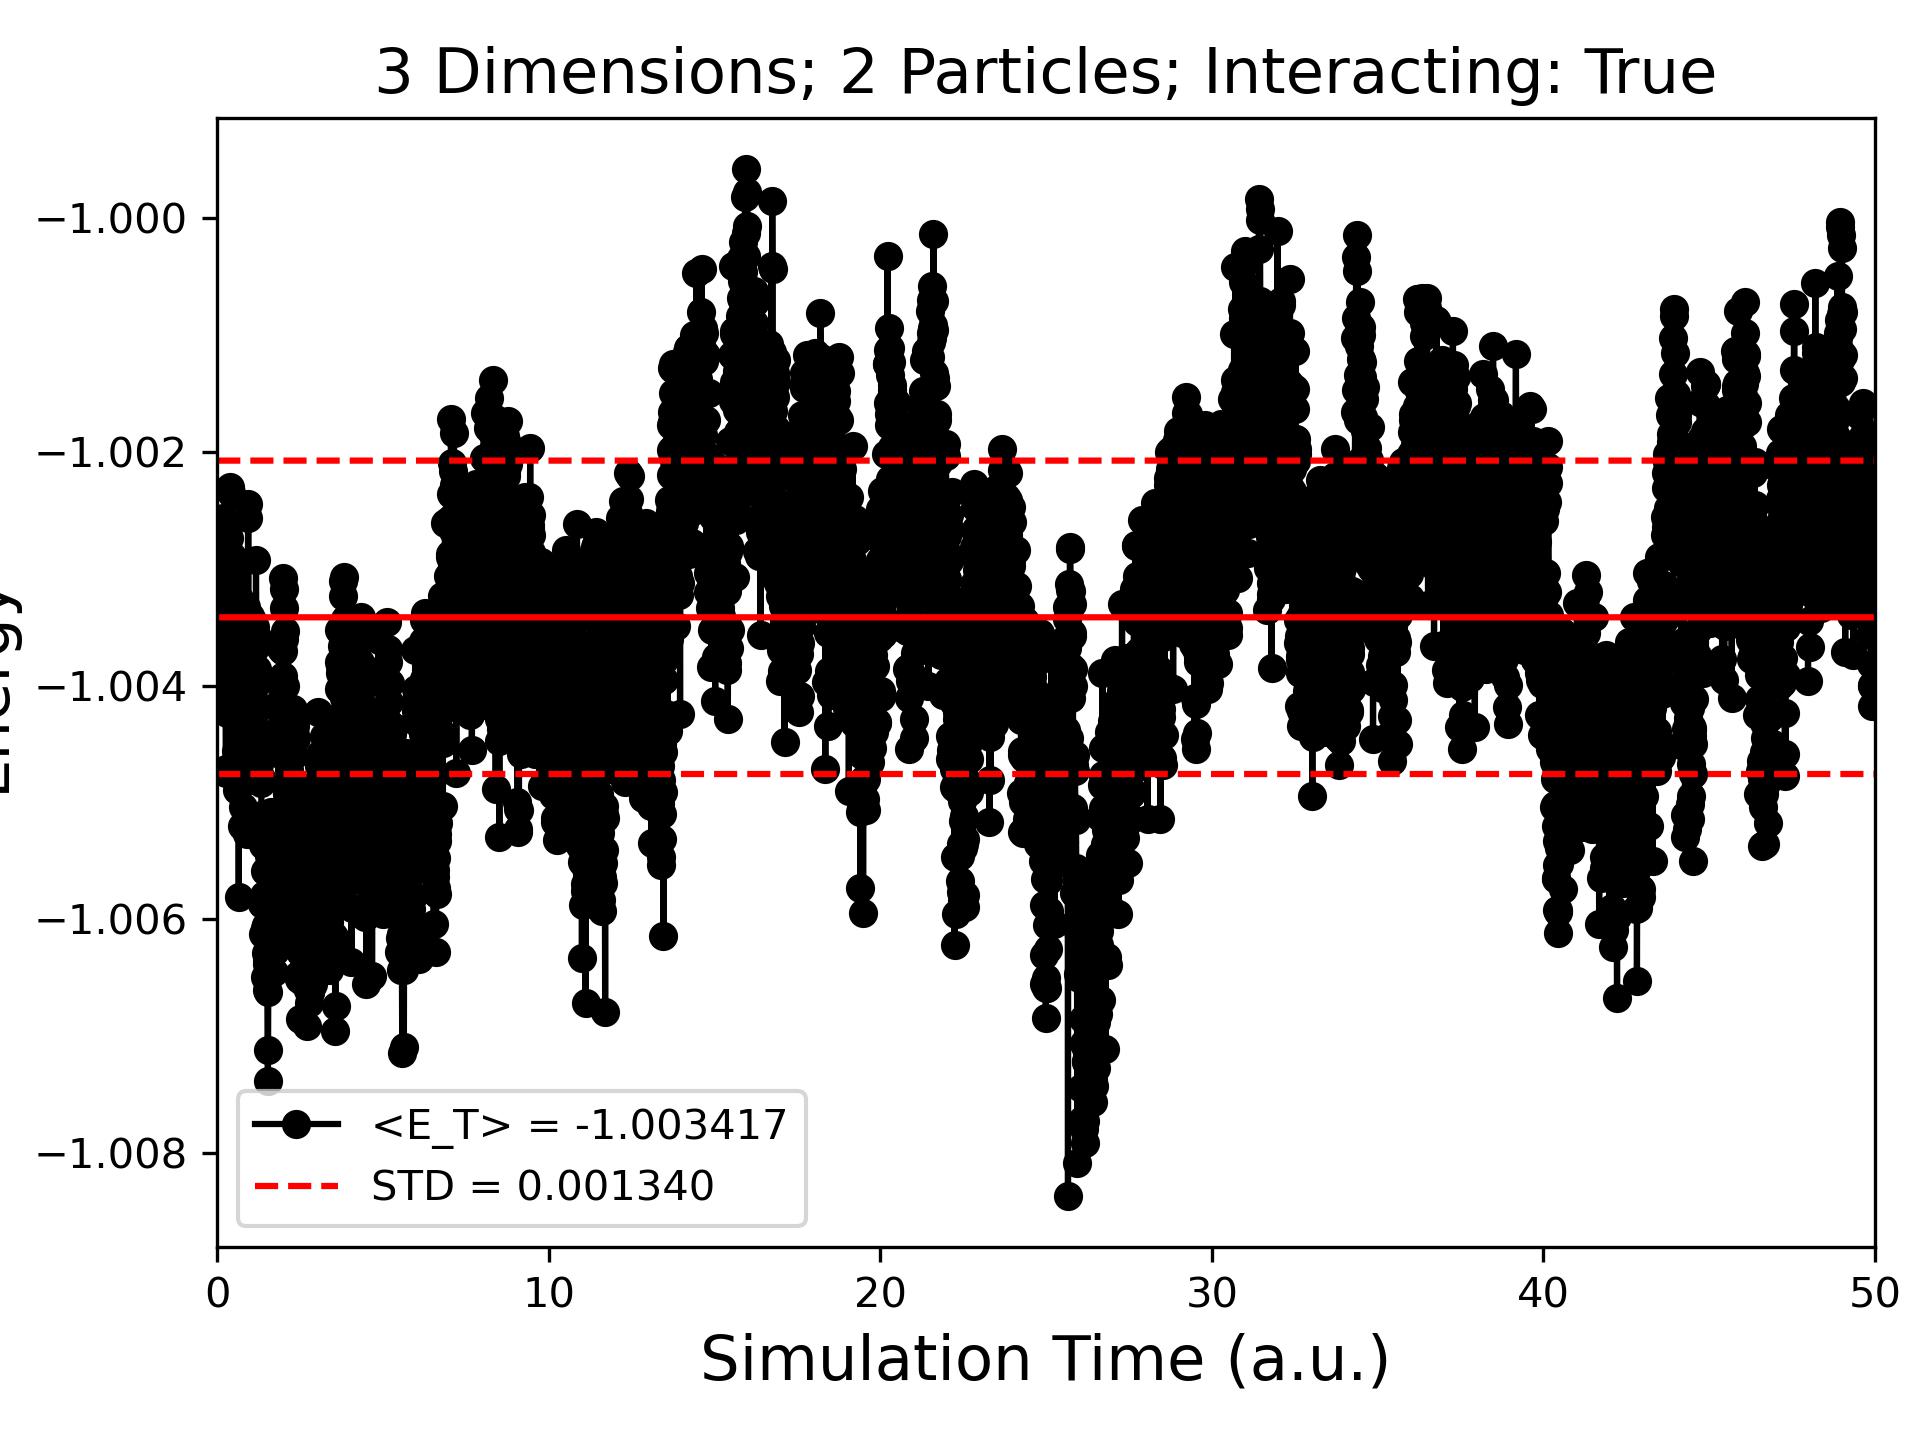 3 Dimensions; 2 Particles; Interacting: True
−1.000
−1.002
−1.004
−1.006
−1.008
Energy
<E_T> = -1.003417
STD = 0.001340
0 10 20 30 40 50
Simulation Time (a.u.)